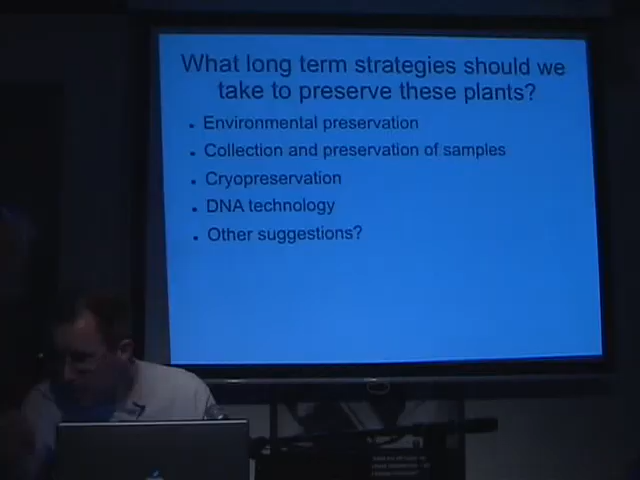 What long term strategies should we
take to preserve these plants?
• Environmental preservation
• Collection and preservation of samples
• Cryopreservation
• DNA technology
• Other suggestions?